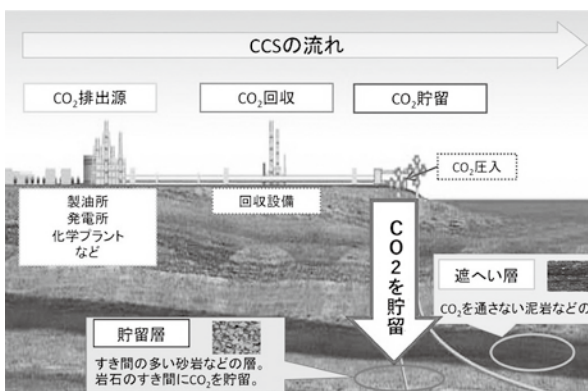 CCSの流れ
CO₂排出源
CO₂回収
CO₂貯留
CO₂圧入
製油所
発電所
化学プラント
など
回収設備
CO2を貯留
遮へい層
CO₂を通さない泥岩などの
貯留層
すき間の多い砂岩などの層。
岩石のすき間にCO₂を貯留。